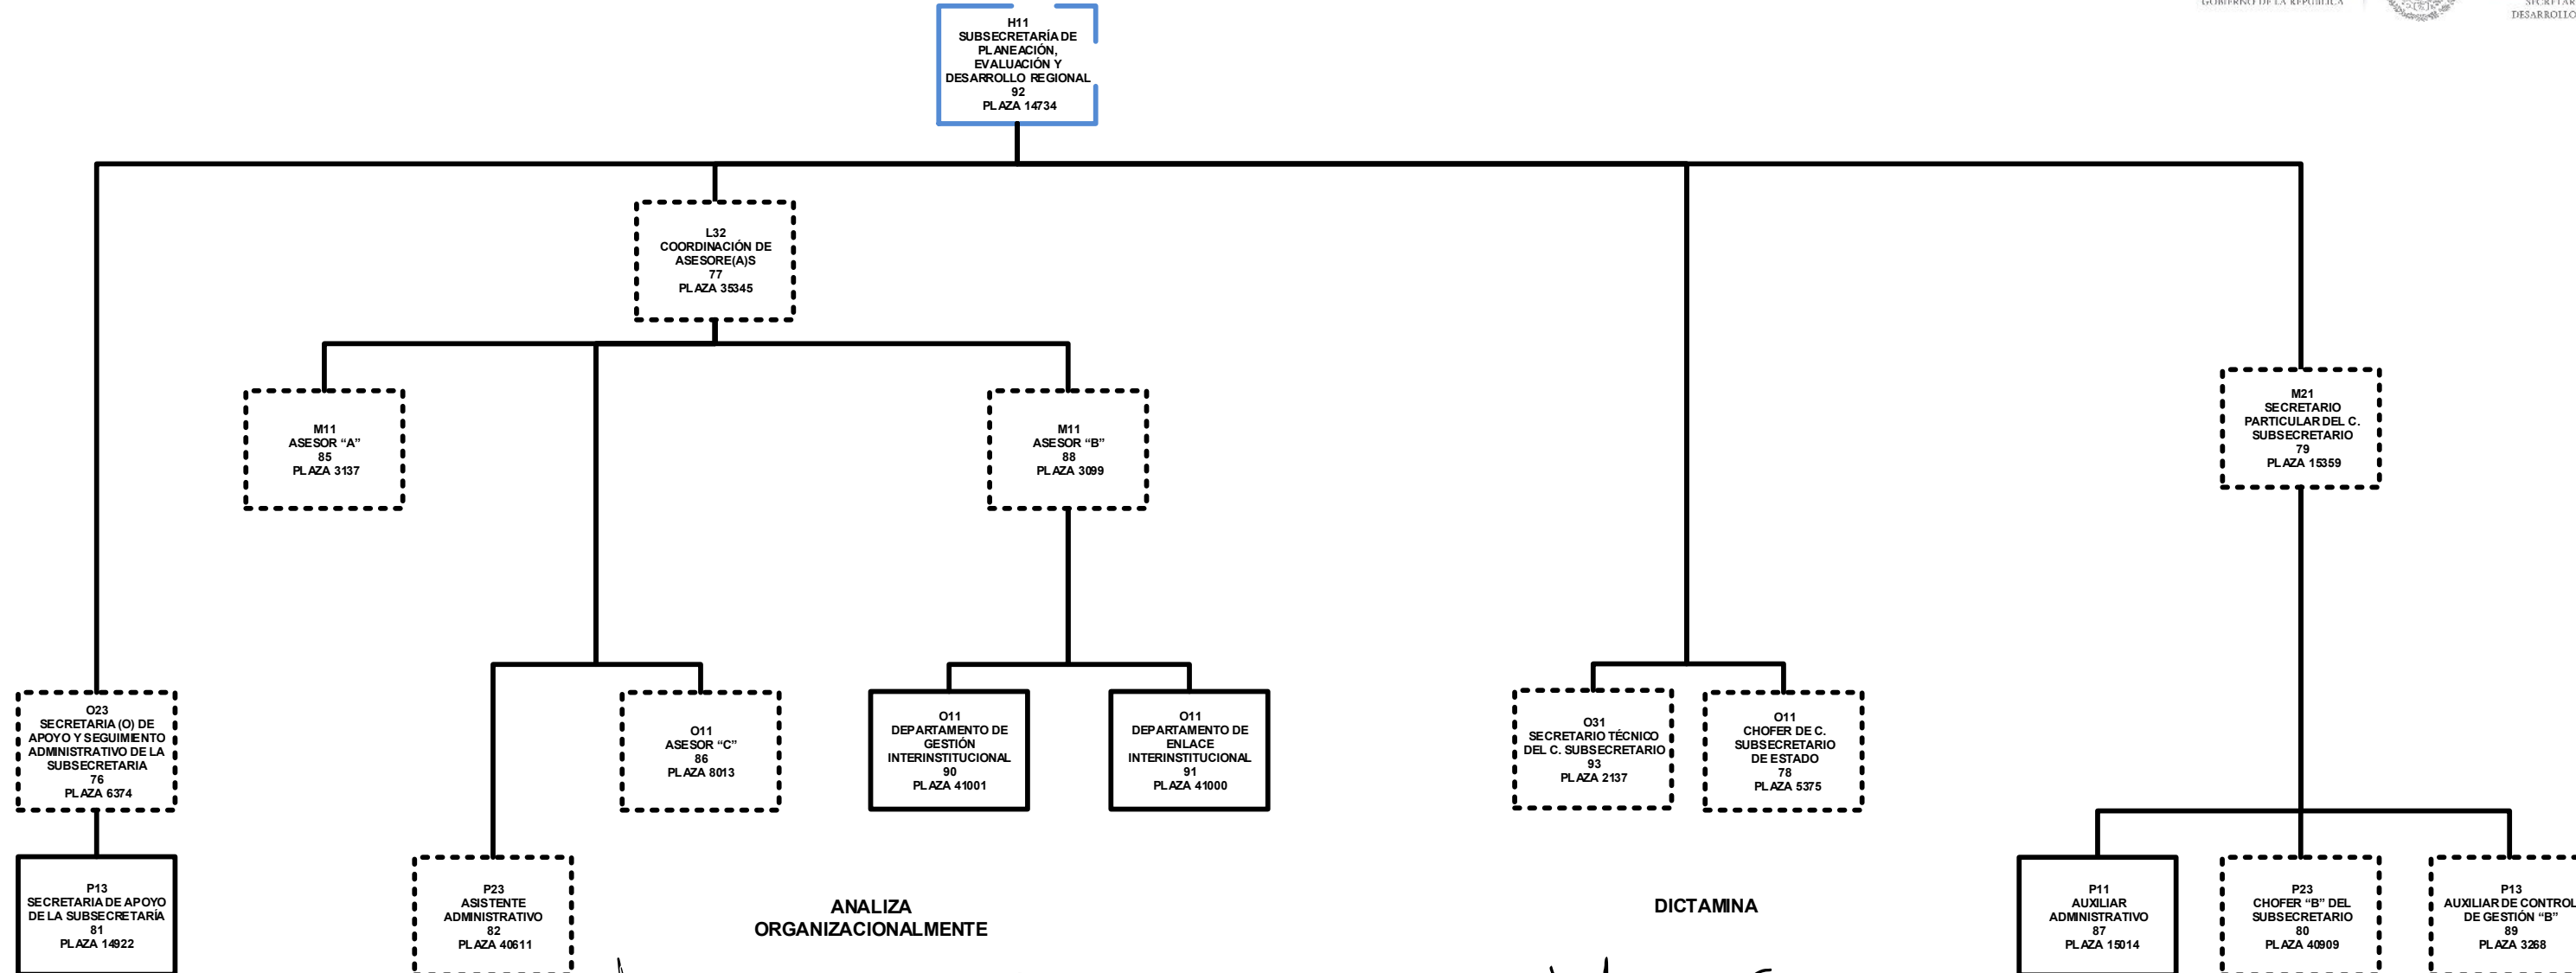 GOBIERNO DE LA REPÚBLICA
DESARROLLO
H11
SUBSECRETARÍA DE
PLANEACIÓN,
EVALUACIÓN Y
DESARROLLO REGIONAL
92
PLAZA 14734
L32
COORDINACIÓN DE
ASESORE(A)S
77
PLAZA 35345
M11
ASESOR “A”
85
PLAZA 3137
M11
ASESOR “B”
88
PLAZA 3099
M21
SECRETARIO
PARTICULAR DEL C.
SUBSECRETARIO
79
PLAZA 15359
O23
SECRETARIA (O) DE
APOYO Y SEGUIMIENTO
ADMINISTRATIVO DE LA
SUBSECRETARIA
76
PLAZA 6374
O11
ASESOR “C”
86
PLAZA 8013
O11
DEPARTAMENTO DE
GESTIÓN
INTERINSTITUCIONAL
90
PLAZA 41001
O11
DEPARTAMENTO DE
ENLACE
INTERINSTITUCIONAL
91
PLAZA 41000
O31
SECRETARIO TÉCNICO
DEL C. SUBSECRETARIO
93
PLAZA 2137
O11
CHOFER DE C.
SUBSECRETARIO
DE ESTADO
78
PLAZA 5375
P13
SECRETARIA DE APOYO
DE LA SUBSECRETARÍA
81
PLAZA 14922
P23
ASISTENTE
ADMINISTRATIVO
82
PLAZA 40611
ANALIZA
ORGANIZACIONALMENTE
DICTAMINA
P11
AUXILIAR
ADMINISTRATIVO
87
PLAZA 15014
P23
CHOFER “B” DEL
SUBSECRETARIO
80
PLAZA 40909
P13
AUXILIAR DE CONTROL
DE GESTIÓN “B”
89
PLAZA 3268